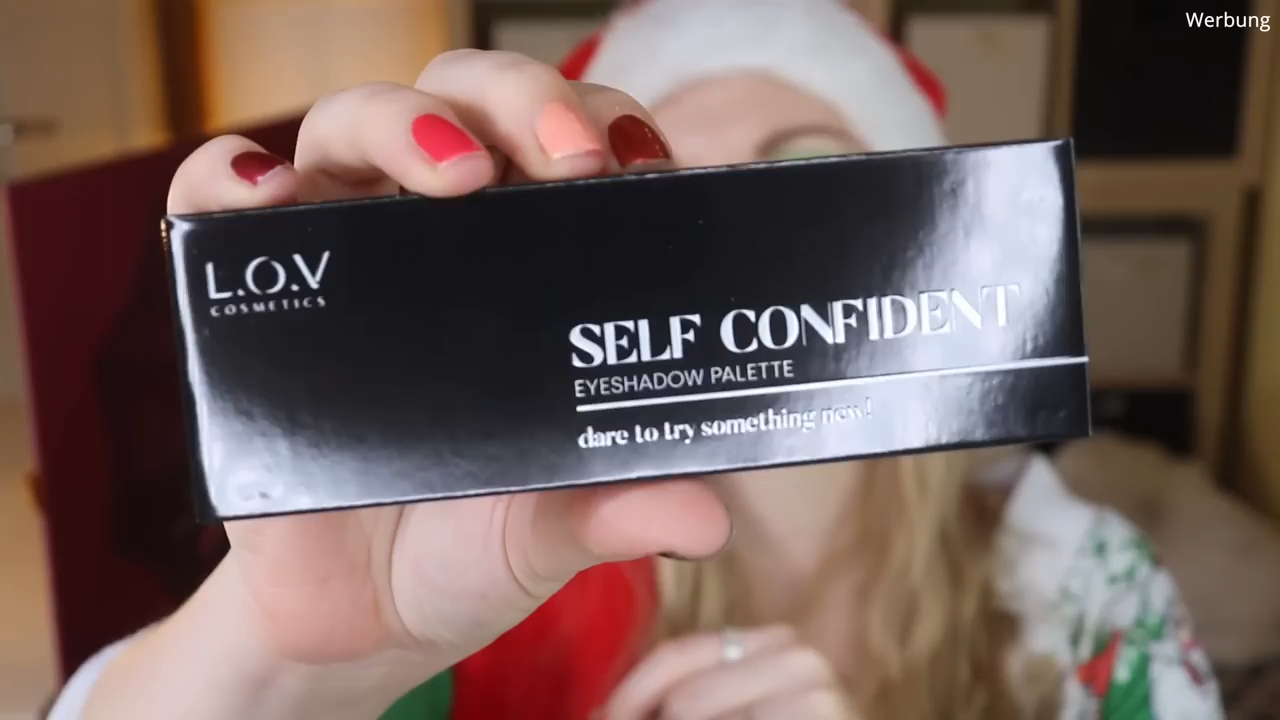 Werbung
L.O.V
COSMETICS
SELF CONFIDENT
EYESHADOW PALETTE
dare to try something new!